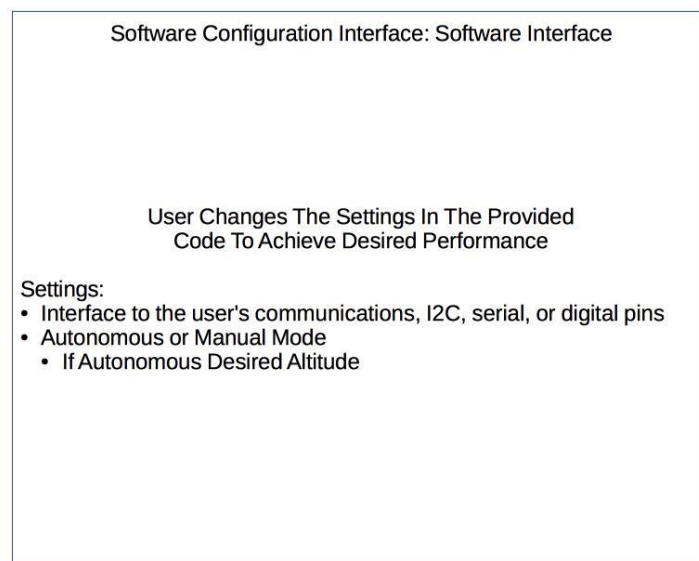 Software Configuration Interface: Software Interface
User Changes The Settings In The Provided
Code To Achieve Desired Performance
Settings:
• Interface to the user's communications, I2C, serial, or digital pins
• Autonomous or Manual Mode
• If Autonomous Desired Altitude